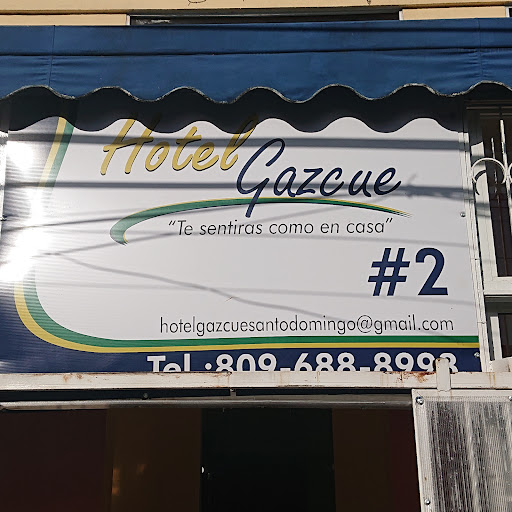 Hotel
Gazcue
"Te sentiras como en casa"
#2
hotelgazcuesantodomingo@gmail.com
Tel.:809-688-8998